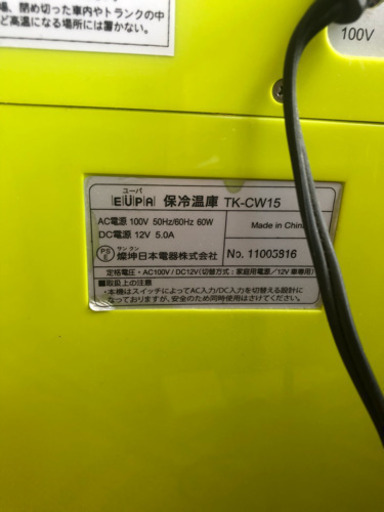 場、閉め切った車内やトランクの中
ど高温になる場所には置かない。
100V
ユーパ
EUPA 保冷温庫 TK-CW15
AC電源 100V 50Hz/60Hz 60W
DC電源 12V 5.0A
Made in China
PS E
サン クン
燦坤日本電器株式会社
No. 11005916
定格電圧・AC100V / DC12V(切替方式:家庭用電源/12V 車専用)
■取扱上の注意
・本機はスイッチによってAC入力/DC入力を切替える設計に
なっておりますが、安全のため同時使用はさけてください。